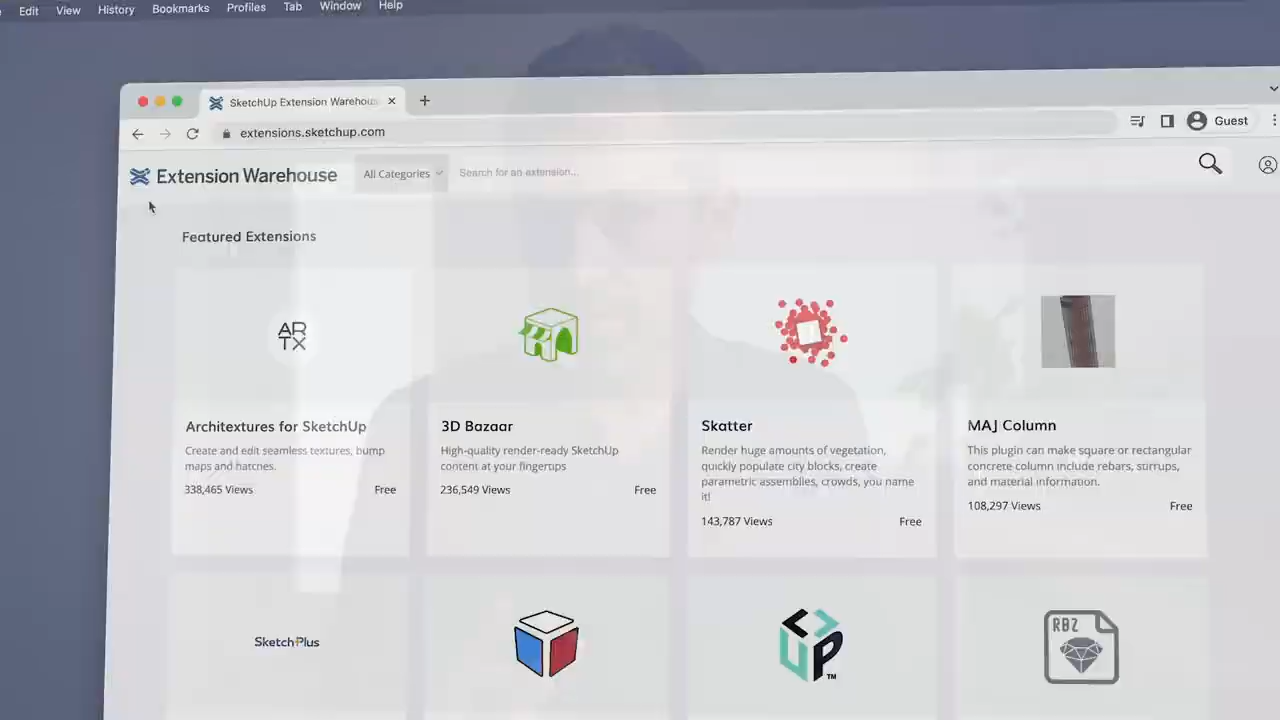 Edit View History Bookmarks Profiles Tab Window Help
SketchUp Extension Warehous
extensions.sketchup.com
Guest
Extension Warehouse
All Categories
Search for an extension...
Featured Extensions
AR
TX
Architextures for SketchUp
Create and edit seamless textures, bump
maps and hatches.
338,465 Views
Free
3D Bazaar
High-quality render-ready SketchUp
content at your fingertips
236,549 Views
Free
Skatter
Render huge amounts of vegetation,
quickly populate city blocks, create
parametric assemblies, crowds, you name
it!
143,787 Views
Free
MAJ Column
This plugin can make square or rectangular
concrete column include rebars, stirrups,
and material information.
108,297 Views
Free
SketchPlus
UP™
RBZ